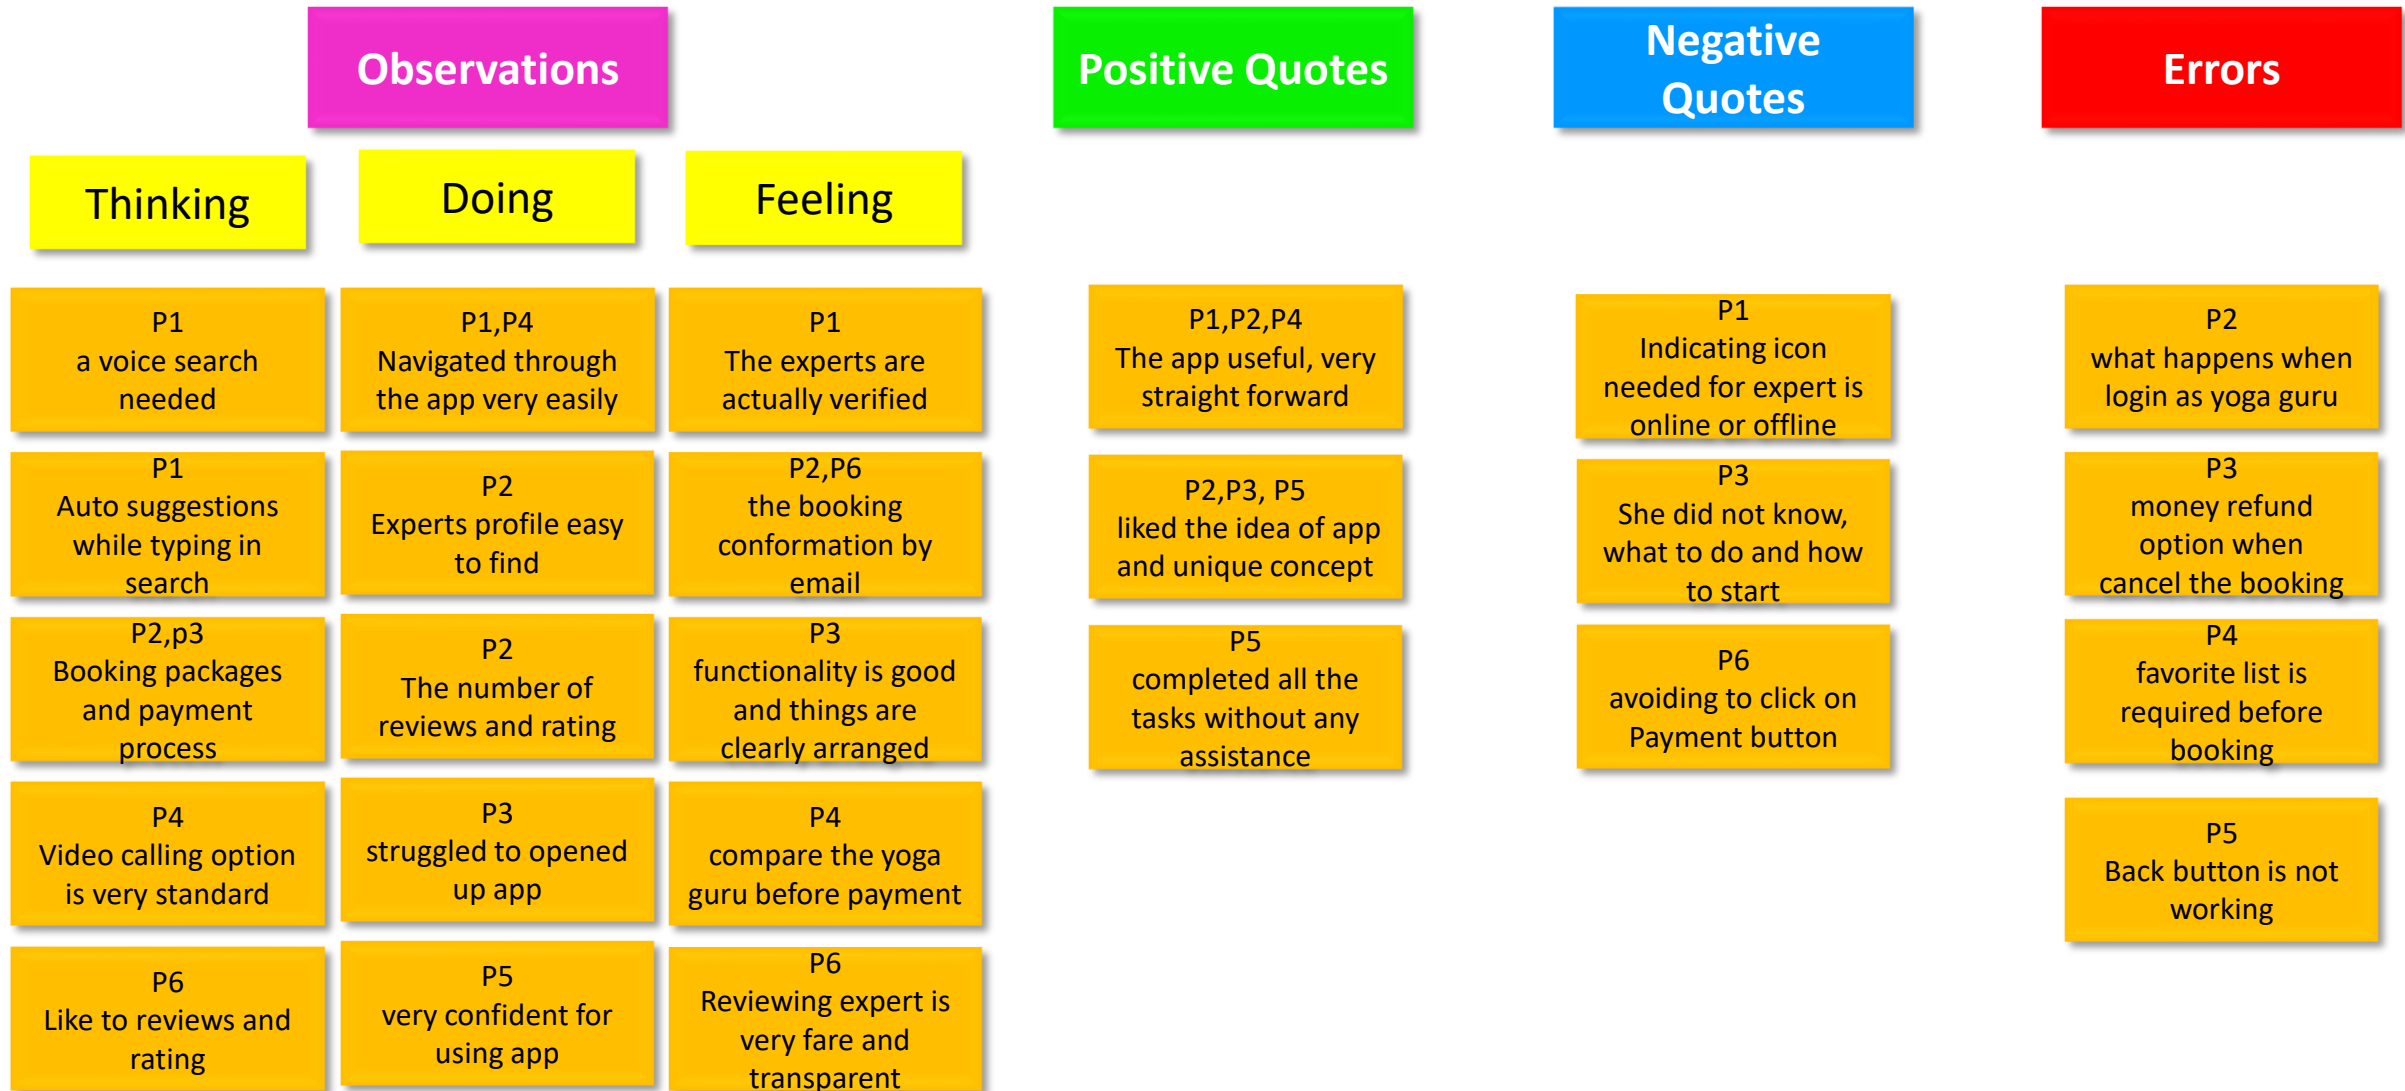 Observations
Thinking
P1
a voice search
needed
P1
Auto suggestions
while typing in
search
P2,p3
Booking packages
and payment
process
P4
Video calling option
is very standard
P6
Like to reviews and
rating
Doing
P1,P4
Navigated through
the app very easily
P2
Experts profile easy
to find
P2
The number of
reviews and rating
P3
struggled to opened
up app
P5
very confident for
using app
Feeling
P1
The experts are
actually verified
P2,P6
the booking
conformation by
email
P3
functionality is good
and things are
clearly arranged
P4
compare the yoga
guru before payment
P6
Reviewing expert is
very fare and
transparent
Positive Quotes
P1,P2,P4
The app useful, very
straight forward
P2,P3, P5
liked the idea of app
and unique concept
P5
completed all the
tasks without any
assistance
Negative
Quotes
P1
Indicating icon
needed for expert is
online or offline
P3
She did not know,
what to do and how
to start
P6
avoiding to click on
Payment button
Errors
P2
what happens when
login as yoga guru
P3
money refund
option when
cancel the booking
P4
favorite list is
required before
booking
P5
Back button is not
working